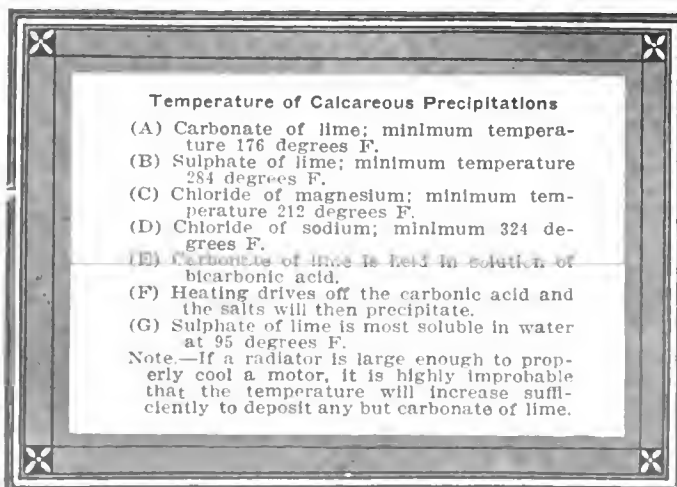 Temperature of Calcareous Precipitations
(A) Carbonate of lime; minimum tempera-
ture 176 degrees F.
(B) Sulphate of lime; minimum temperature
284 degrees F.
(C) Chloride of magnesium; minimum tem-
perature 212 degrees F.
(D) Chloride of sodium; minimum 324 de-
grees F.
(E) Carbonate of lime is held in solution of
bicarbonic acid.
(F) Heating drives off the carbonic acid and
the salts will then precipitate.
(G) Sulphate of lime is most soluble in water
at 95 degrees F.
Note.—If a radiator is large enough to prop-
erly cool a motor, it is highly improbable
that the temperature will increase suffi-
ciently to deposit any but carbonate of lime.